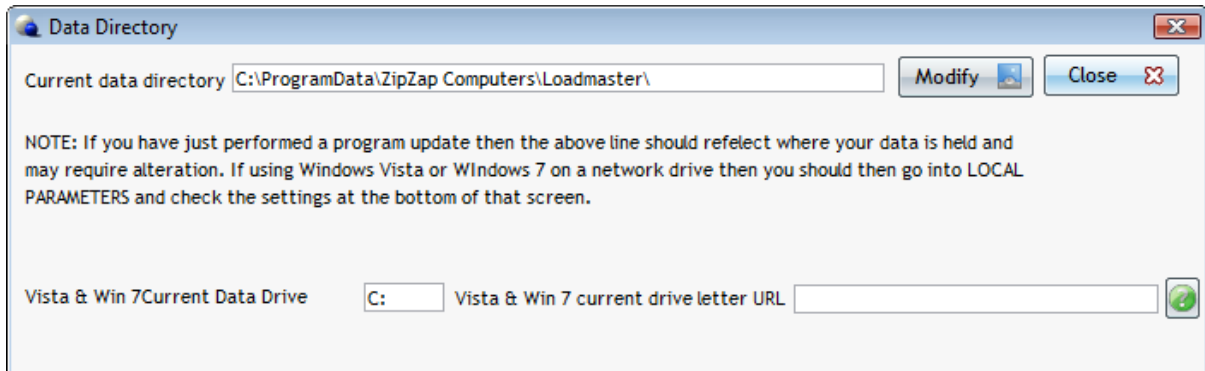 Data Directory
Current data directory C:\ProgramData\ZipZap Computers\Loadmaster\ Modify Close
NOTE: If you have just performed a program update then the above line should refelect where your data is held and
may require alteration. If using Windows Vista or WIndows 7 on a network drive then you should then go into LOCAL
PARAMETERS and check the settings at the bottom of that screen.
Vista & Win 7Current Data Drive C: Vista & Win 7 current drive letter URL